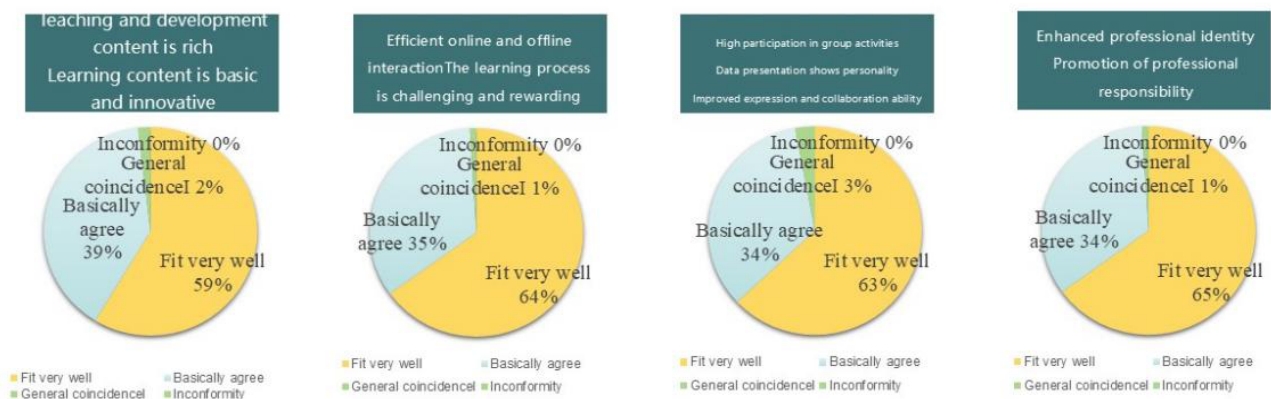 Teaching and development
content is rich
Learning content is basic
and innovative
Inconformity 0%
General
coincidenceI 2%
Basically
agree
39%
Fit very well
59%
Fit very well
Basically agree
General coincidenceI
Inconformity
Efficient online and offline
interactionThe learning process
is challenging and rewarding
Inconformity 0%
General
coincidenceI 1%
Basically
agree 35%
Fit very well
64%
Fit very well
Basically agree
General coincidenceI
Inconformity
High participation in group activities
Data presentation shows personality
Improved expression and collaboration ability
Inconformity 0%
General
coincidenceI 3%
Basically agree
34%
Fit very well
63%
Fit very well
Basically agree
General coincidenceI
Inconformity
Enhanced professional identity
Promotion of professional
responsibility
Inconformity 0%
General
coincidenceI 1%
Basically
agree 34%
Fit very well
65%
Fit very well
Basically agree
General coincidenceI
Inconformity